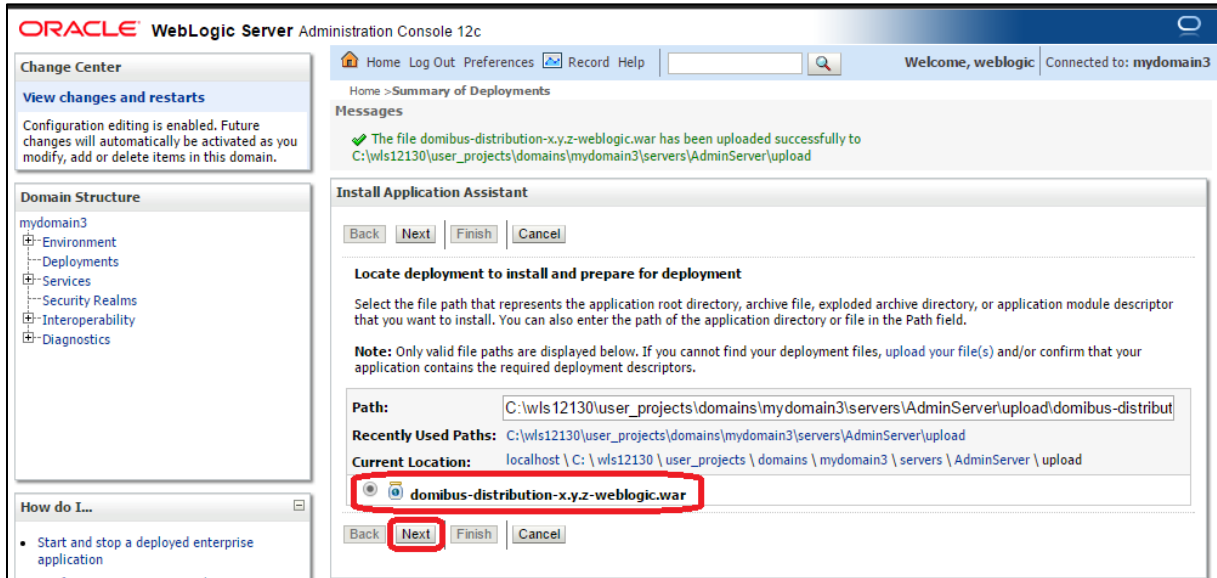 ORACLE WebLogic Server Administration Console 12c
Change Center
View changes and restarts
Configuration editing is enabled. Future
changes will automatically be activated as you
modify, add or delete items in this domain.
Domain Structure
mydomain3
Environment
Deployments
Services
Security Realms
Interoperability
Diagnostics
How do I...
Start and stop a deployed enterprise
application
Home Log Out Preferences Record Help
Welcome, weblogic Connected to: mydomain3
Home >Summary of Deployments
Messages
The file domibus-distribution-x.y.z-weblogic.war has been uploaded successfully to
C:\wls12130\user_projects\domains\mydomain3\servers\AdminServer\upload
Install Application Assistant
Back Next Finish Cancel
Locate deployment to install and prepare for deployment
Select the file path that represents the application root directory, archive file, exploded archive directory, or application module descriptor
that you want to install. You can also enter the path of the application directory or file in the Path field.
Note: Only valid file paths are displayed below. If you cannot find your deployment files, upload your file(s) and/or confirm that your
application contains the required deployment descriptors.
Path: C:\wls12130\user_projects\domains\mydomain3\servers\AdminServer\upload\domibus-distribut
Recently Used Paths: C:\wls12130\user_projects\domains\mydomain3\servers\AdminServer\upload
Current Location: localhost \ C: \ wls12130 \ user_projects \ domains \ mydomain3 \ servers \ AdminServer \ upload
domibus-distribution-x.y.z-weblogic.war
Back Next Finish Cancel